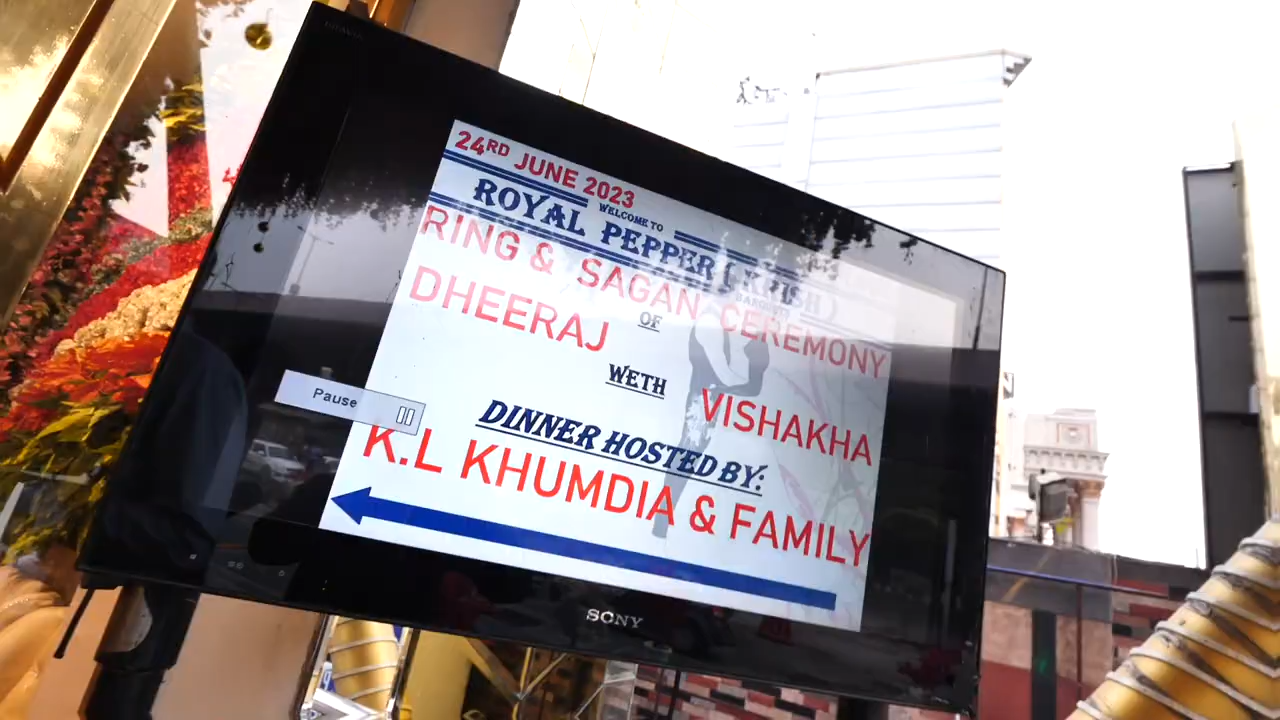 24RD JUNE 2023
WELCOME TO
ROYAL PEPPER
RING & SAGAN CEREMONY
OF
DHEERAJ
WETH
VISHAKHA
DINNER HOSTED BY:
K.L KHUMDIA & FAMILY
Pause
SONY